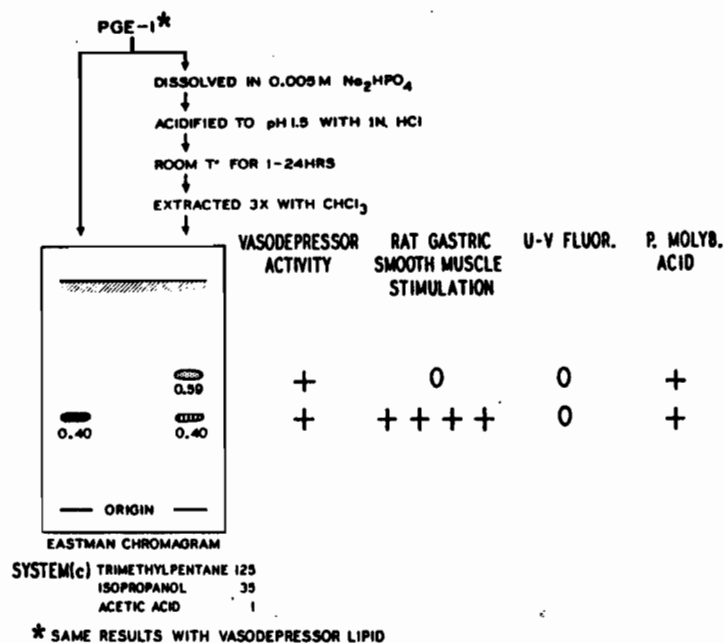 PGE-1*
DISSOLVED IN 0.005M Na2HPO4
ACIDIFIED TO pH 1.5 WITH 1N, HCl
ROOM T° FOR 1-24HRS
EXTRACTED 3X WITH CHCl3
VASODEPRESSOR ACTIVITY
RAT GASTRIC SMOOTH MUSCLE STIMULATION
U-V FLUOR.
P. MOLYB. ACID
0.59 + 0 0 +
0.40 0.40 + + + + + 0 +
ORIGIN
EASTMAN CHROMAGRAM
SYSTEM(c) TRIMETHYLPENTANE 125
ISOPROPANOL 35
ACETIC ACID 1
* SAME RESULTS WITH VASODEPRESSOR LIPID